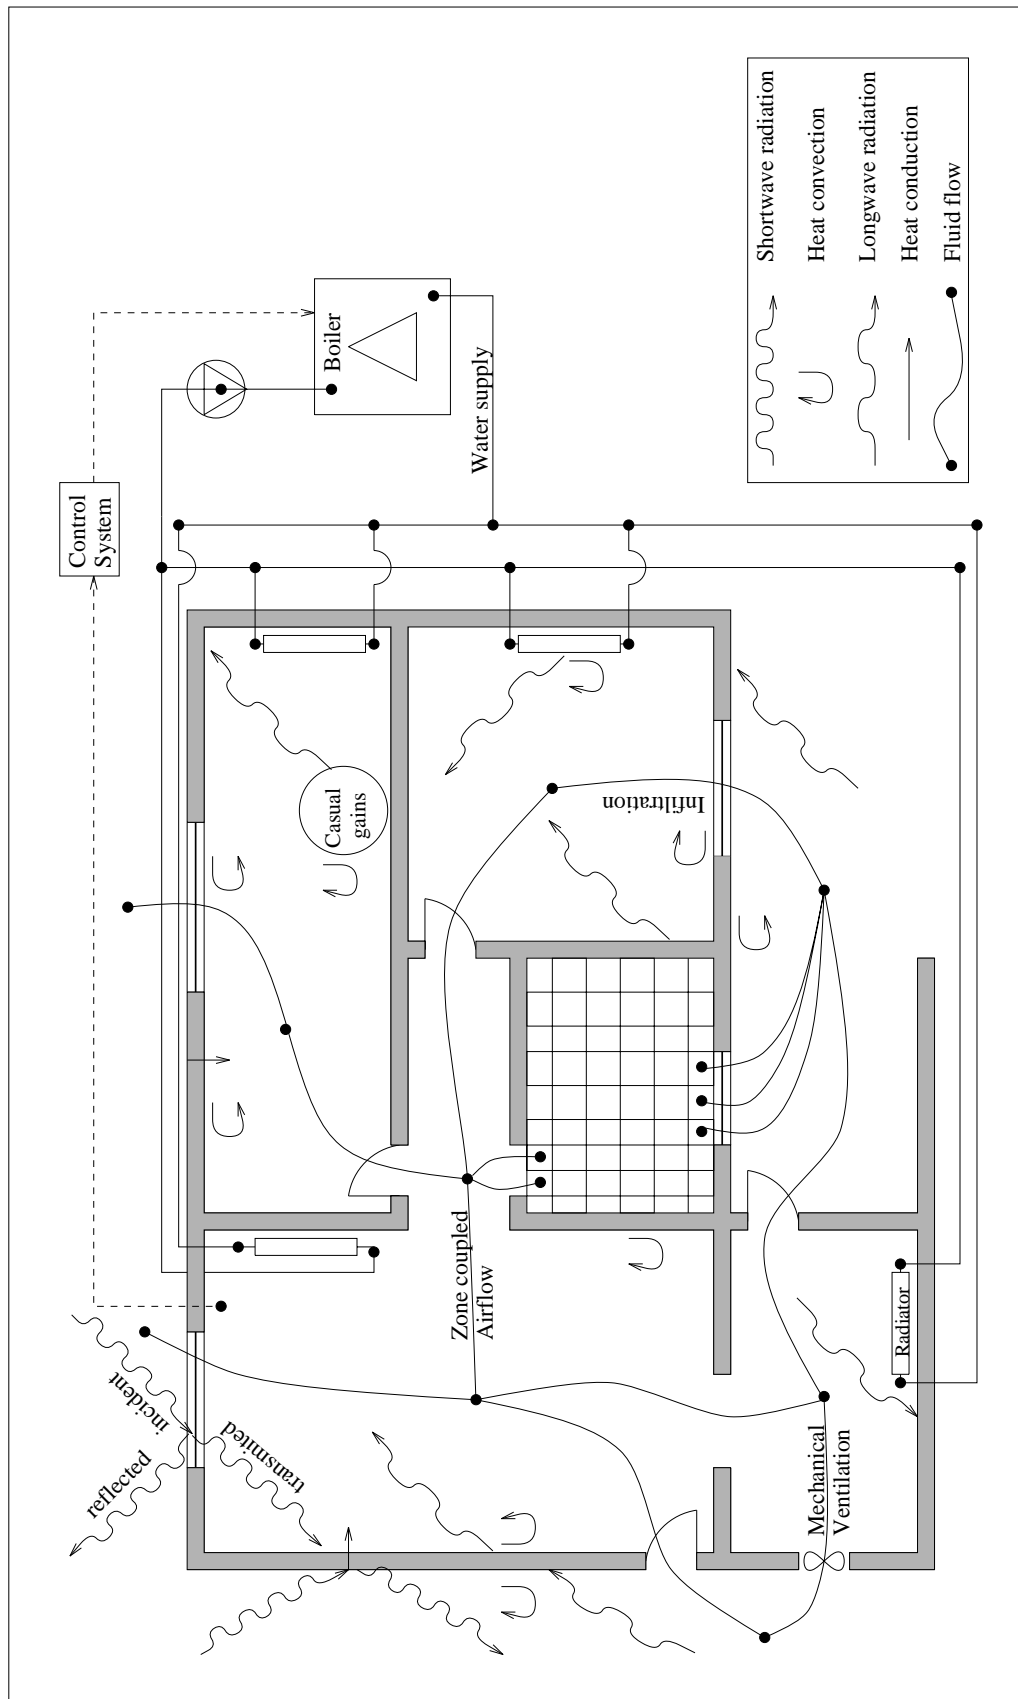 Control
System
Boiler
Water supply
Casual
gains
Infiltration
Zone coupled
Airflow
incident
reflected
transmited
Mechanical
Ventilation
Radiator
Shortwave radiation
Heat convection
Longwave radiation
Heat conduction
Fluid flow